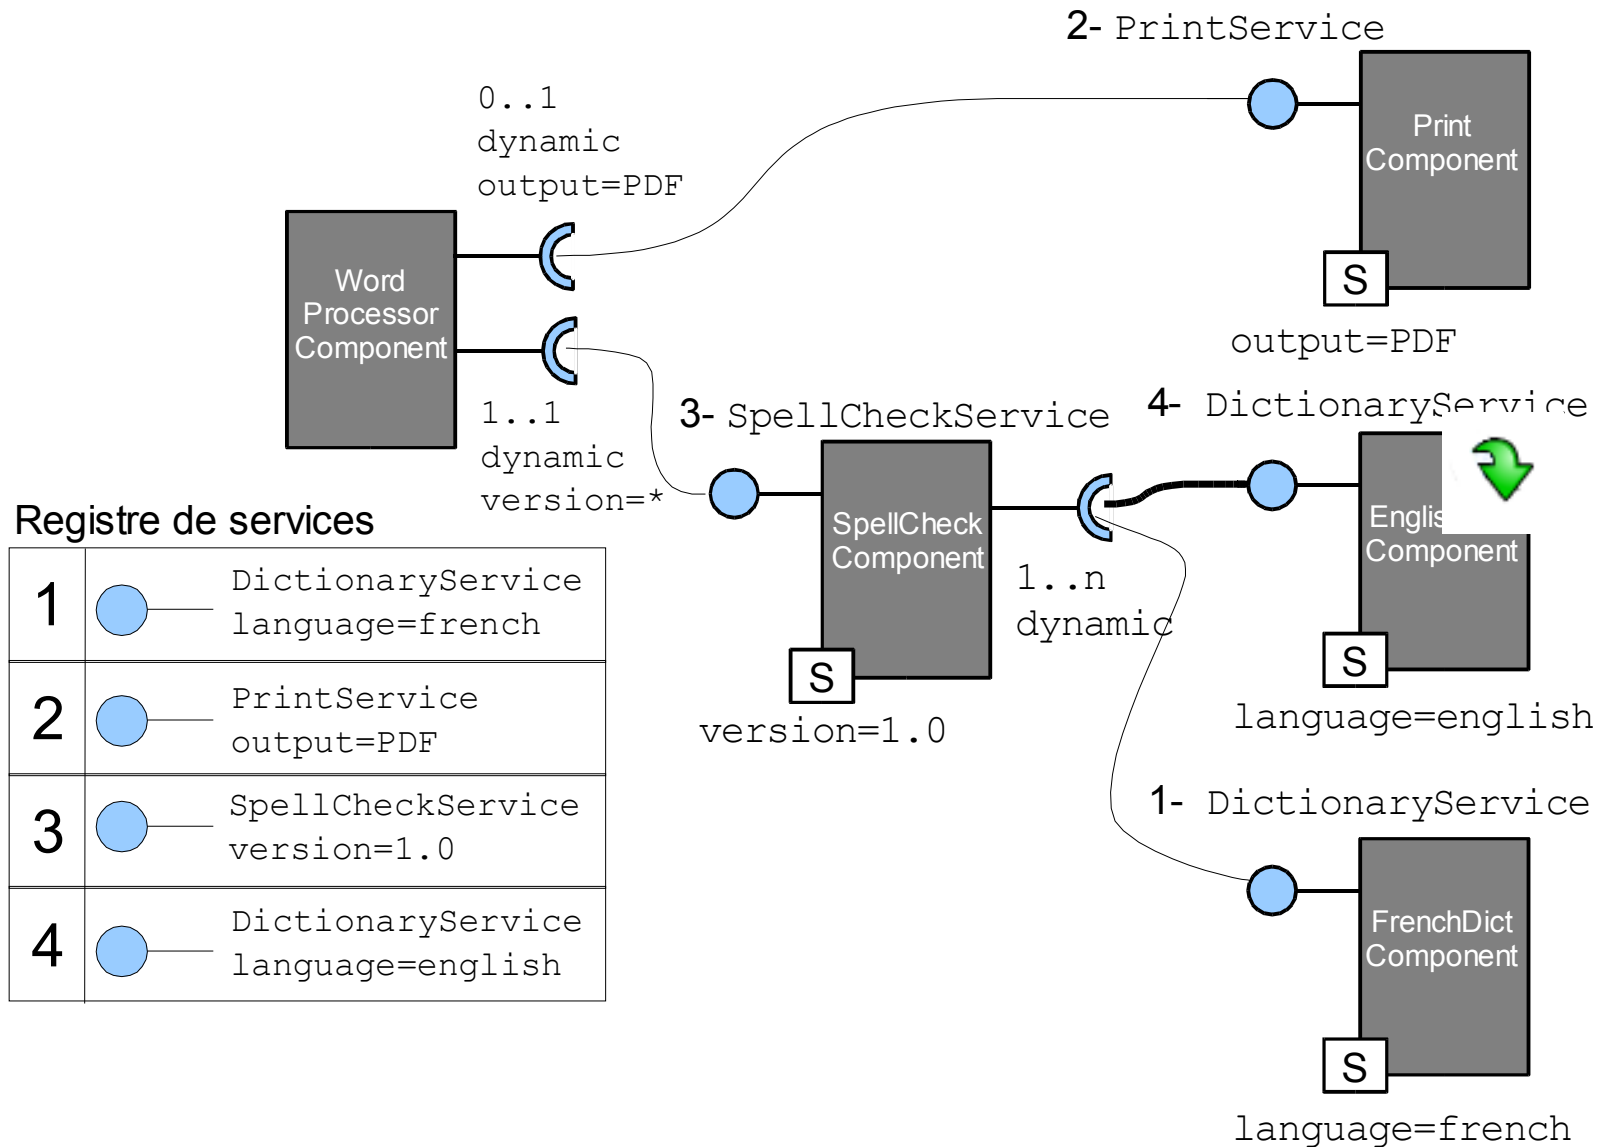 2- PrintService
Print
Component
S
output=PDF
0..1
dynamic
output=PDF
Word
Processor
Component
1..1
dynamic
version=*
3- SpellCheckService
SpellCheck
Component
S
version=1.0
1..n
dynamic
4- DictionaryService
Component
S
language=english
1- DictionaryService
FrenchDict
Component
S
language=french
Registre de services
1
DictionaryService
language=french
2
PrintService
output=PDF
3
SpellCheckService
version=1.0
4
DictionaryService
language=english